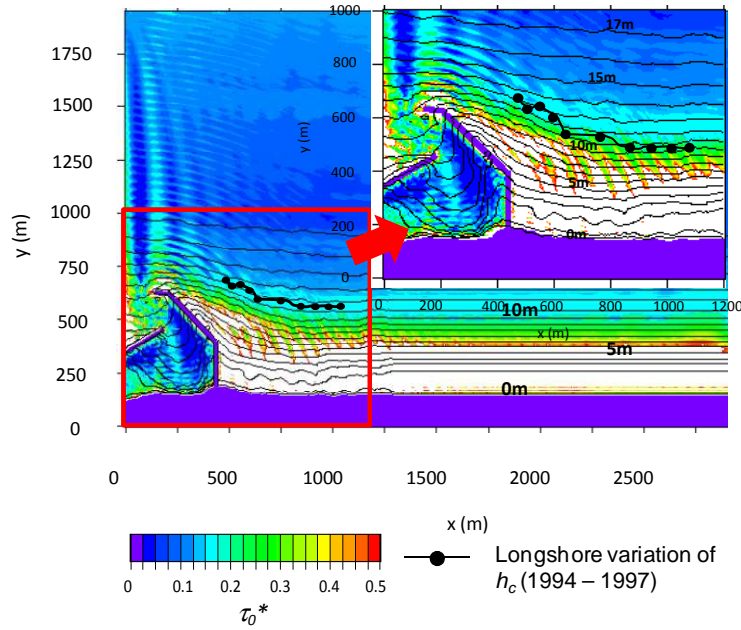 1750
1500
1250
1000
750
500
250
0
y (m)
1000
800
600
400
200
0
y (m)
17m
15m
10m
5m
0m
0 200 400 600 800 1000 1200
x (m)
10m
5m
0m
0 500 1000 1500 2000 2500
x (m)
0 0.1 0.2 0.3 0.4 0.5
τ₀*
Longshore variation of
h_c (1994 – 1997)